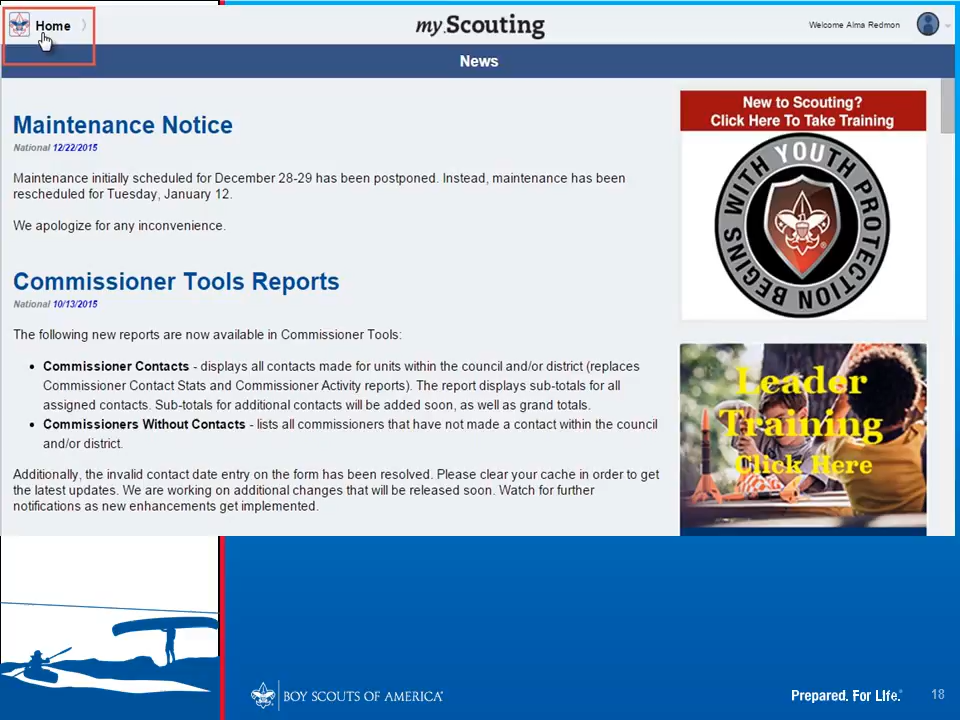 Home
my.Scouting
Welcome Alma Redmon
News
Maintenance Notice
National 12/22/2015
Maintenance initially scheduled for December 28-29 has been postponed. Instead, maintenance has been
rescheduled for Tuesday, January 12.
We apologize for any inconvenience.
Commissioner Tools Reports
National 10/13/2015
The following new reports are now available in Commissioner Tools:
• Commissioner Contacts - displays all contacts made for units within the council and/or district (replaces
Commissioner Contact Stats and Commissioner Activity reports). The report displays sub-totals for all
assigned contacts. Sub-totals for additional contacts will be added soon, as well as grand totals.
• Commissioners Without Contacts - lists all commissioners that have not made a contact within the council
and/or district.
Additionally, the invalid contact date entry on the form has been resolved. Please clear your cache in order to get
the latest updates. We are working on additional changes that will be released soon. Watch for further
notifications as new enhancements get implemented.
New to Scouting?
Click Here To Take Training
YOUTH PROTECTION BEGINS WITH YOU
Leader
Training
Click Here
BOY SCOUTS OF AMERICA®
Prepared. For Life.®
18